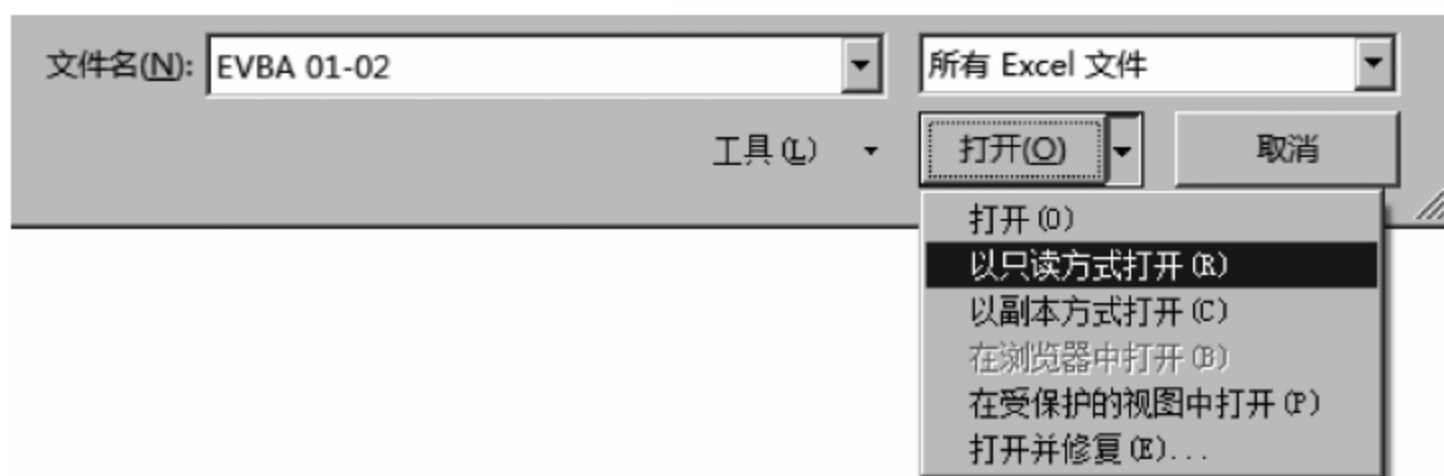 文件名(N): EVBA 01-02 所有 Excel 文件
工具(L) 打开(O) 取消
打开(O)
以只读方式打开(R)
以副本方式打开(C)
在浏览器中打开(B)
在受保护的视图中打开(P)
打开并修复(E)...